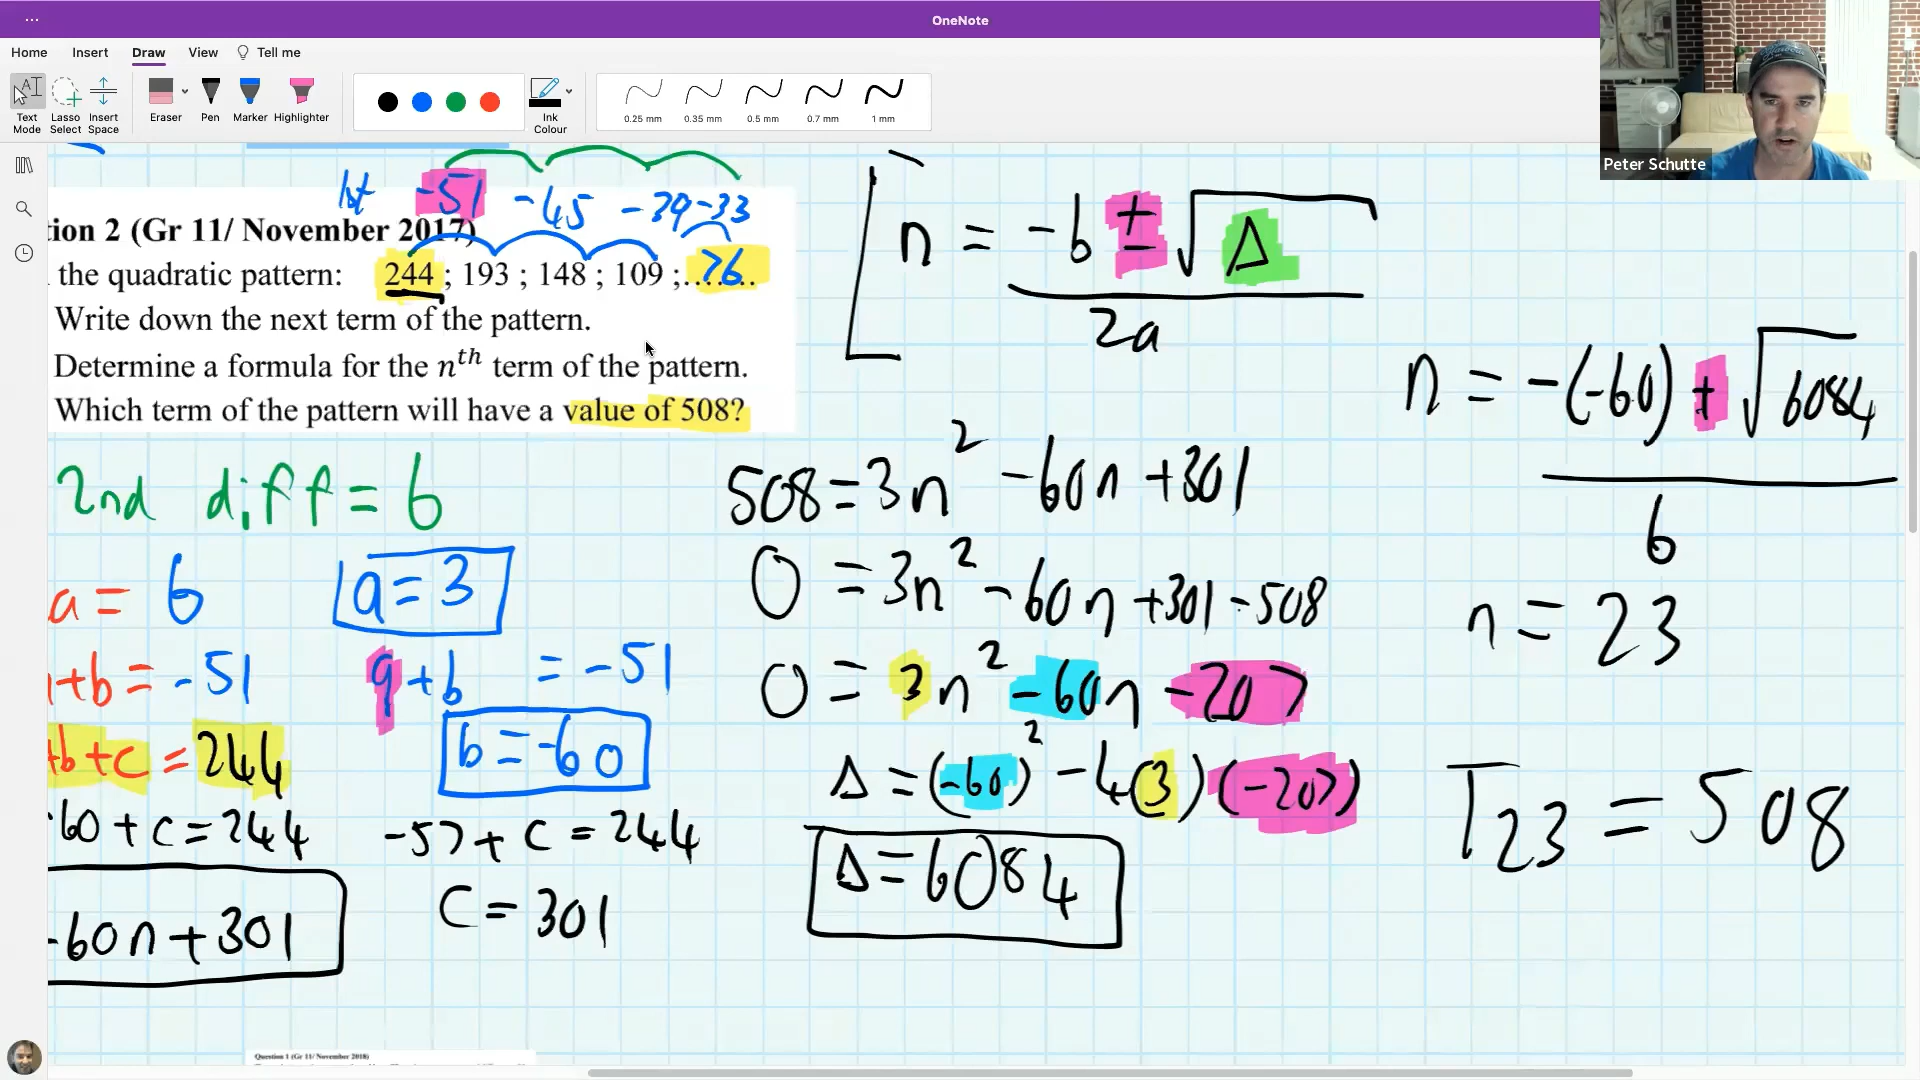 OneNote
Home Insert Draw View Tell me
Text Mode
Lasso Select
Insert Space
Eraser
Pen
Marker
Highlighter
Ink Colour
0.25 mm
0.35 mm
0.5 mm
0.7 mm
1 mm
Peter Schutte
1st -51 -45 -39 -33
tion 2 (Gr 11/ November 2017)
the quadratic pattern: 244 ; 193 ; 148 ; 109 ;...... 76
Write down the next term of the pattern.
Determine a formula for the nᵗʰ term of the pattern.
Which term of the pattern will have a value of 508?
2nd diff = 6
a = 6
a = 3
+b = -51
9+b = -51
+b+c = 244
b = -60
60 + c = 244
-57 + c = 244
-60n + 301
c = 301
n = -b ± √Δ
2a
508 = 3n² - 60n + 301
0 = 3n² - 60n + 301 - 508
0 = 3n² - 60n - 207
Δ = (-60)² - 4(3)(-207)
Δ = 6084
n = -(-60) + √6084
6
n = 23
T23 = 508
Question 1 (Gr 11/ November 2018)